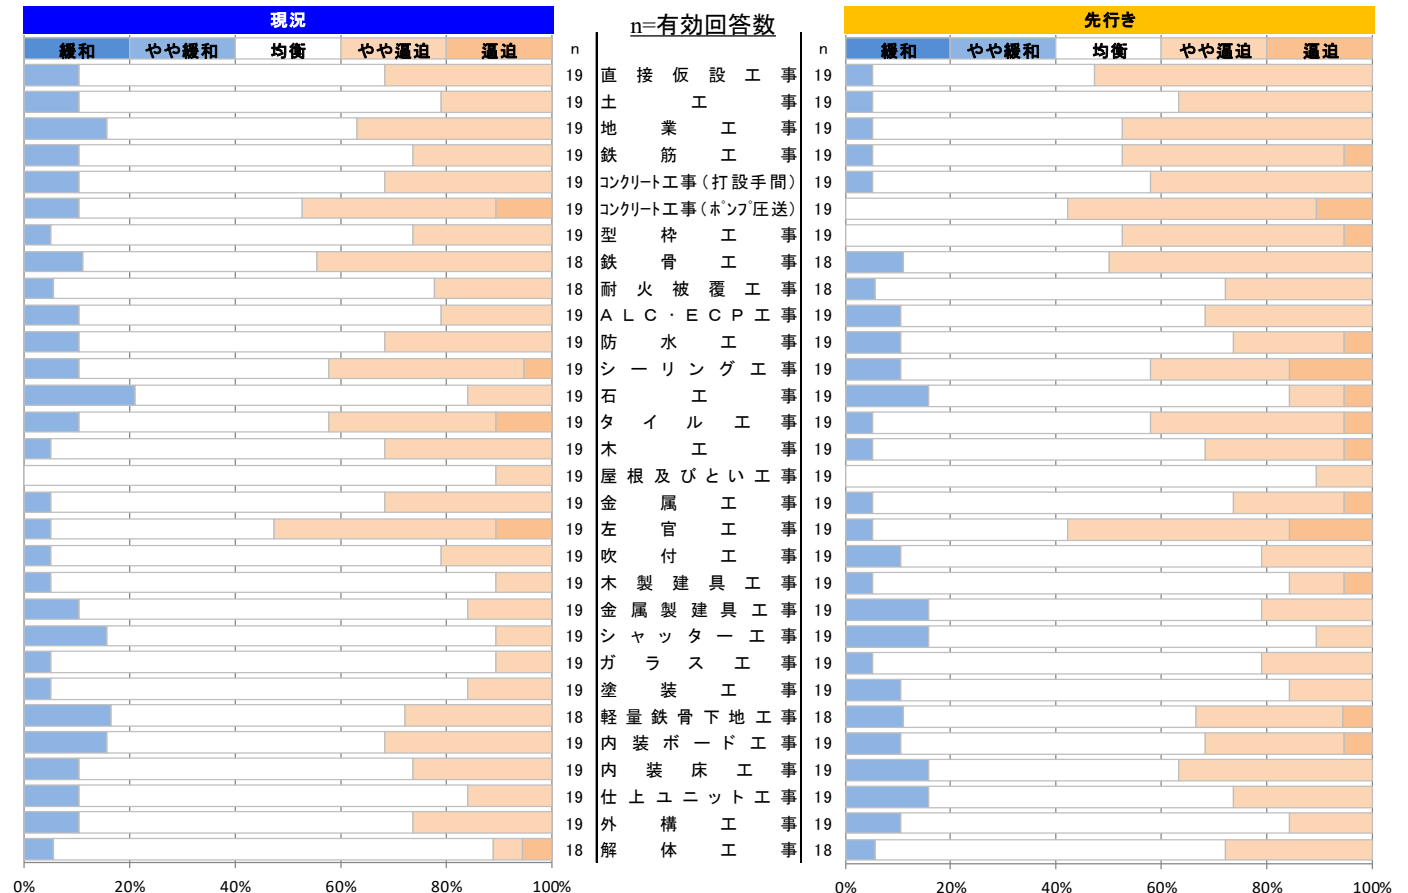 現況
n=有効回答数
先行き
緩和 やや緩和 均衡 やや逼迫 逼迫 n n 緩和 やや緩和 均衡 やや逼迫 逼迫
19 直接仮設工事 19
19 土工事 19
19 地業工事 19
19 鉄筋工事 19
19 コンクリート工事(打設手間) 19
19 コンクリート工事(ポンプ圧送) 19
19 型枠工事 19
18 鉄骨工事 18
18 耐火被覆工事 18
19 ALC・ECP工事 19
19 防水工事 19
19 シーリング工事 19
19 石工事 19
19 タイル工事 19
19 木工事 19
19 屋根及びとい工事 19
19 金属工事 19
19 左官工事 19
19 吹付工事 19
19 木製建具工事 19
19 金属製建具工事 19
19 シャッター工事 19
19 ガラス工事 19
19 塗装工事 19
18 軽量鉄骨下地工事 18
19 内装ボード工事 19
19 内装床工事 19
19 仕上ユニット工事 19
19 外構工事 19
18 解体工事 18
0% 20% 40% 60% 80% 100% 0% 20% 40% 60% 80% 100%